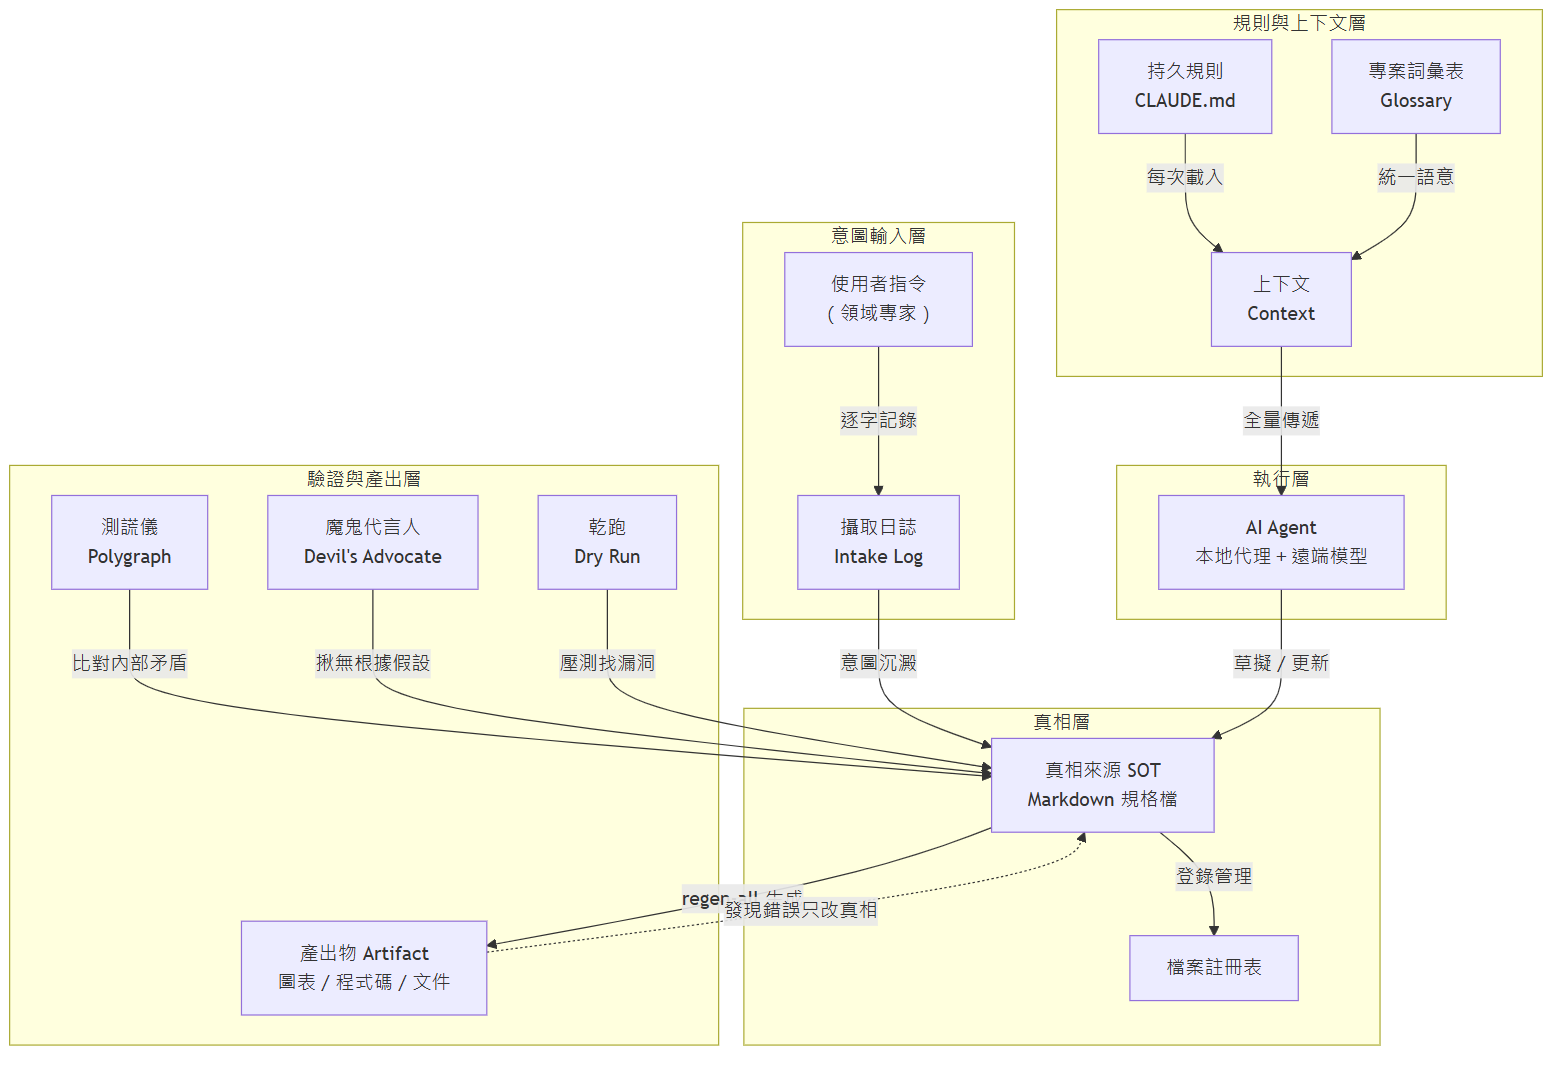 規則與上下文層
持久規則
CLAUDE.md
專案詞彙表
Glossary
每次載入
統一語意
上下文
Context
全量傳遞
意圖輸入層
使用者指令
（領域專家）
逐字記錄
攝取日誌
Intake Log
意圖沉澱
執行層
AI Agent
本地代理＋遠端模型
草擬 / 更新
驗證與產出層
測謊儀
Polygraph
魔鬼代言人
Devil's Advocate
乾跑
Dry Run
比對內部矛盾
揪無根據假設
壓測找漏洞
真相層
真相來源 SOT
Markdown 規格檔
登錄管理
檔案註冊表
發現錯誤只改真相
產出物 Artifact
圖表 / 程式碼 / 文件